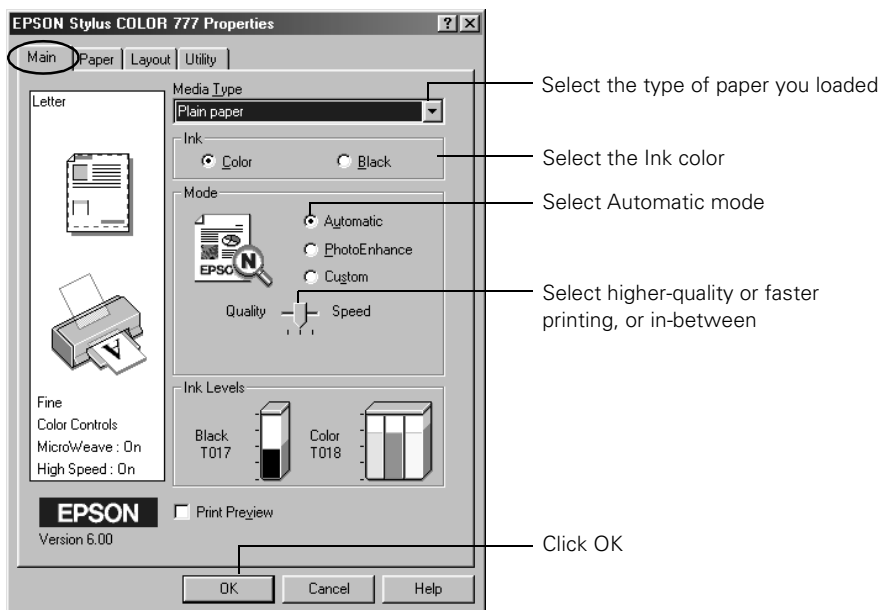 EPSON Stylus COLOR 777 Properties
Main Paper Layout Utility
Letter
Media Type
Plain paper
Select the type of paper you loaded
Ink
Color Black
Select the Ink color
Mode
Automatic
Select Automatic mode
PhotoEnhance
Custom
EPSO
N
Quality Speed
Select higher-quality or faster
printing, or in-between
A
Fine
Color Controls
MicroWeave : On
High Speed : On
Ink Levels
Black
T017
Color
T018
EPSON
Version 6.00
Print Preview
Click OK
OK Cancel Help